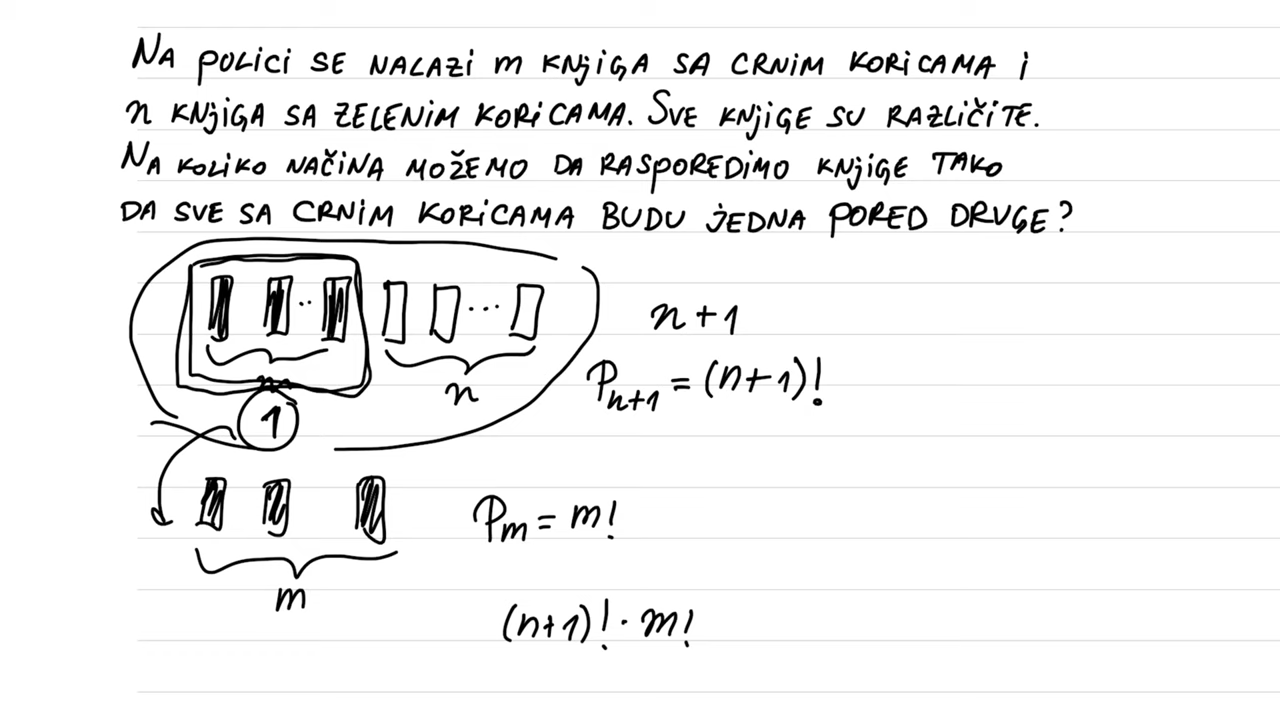 Na polici se nalazi m knjiga sa crnim koricama i
n knjiga sa zelenim koricama. Sve knjige su različite.
Na koliko načina možemo da rasporedimo knjige tako
da sve sa crnim koricama budu jedna pored druge?
n+1
m
n
P_{n+1} = (n+1)!
1
P_m = m!
m
(n+1)! · m!